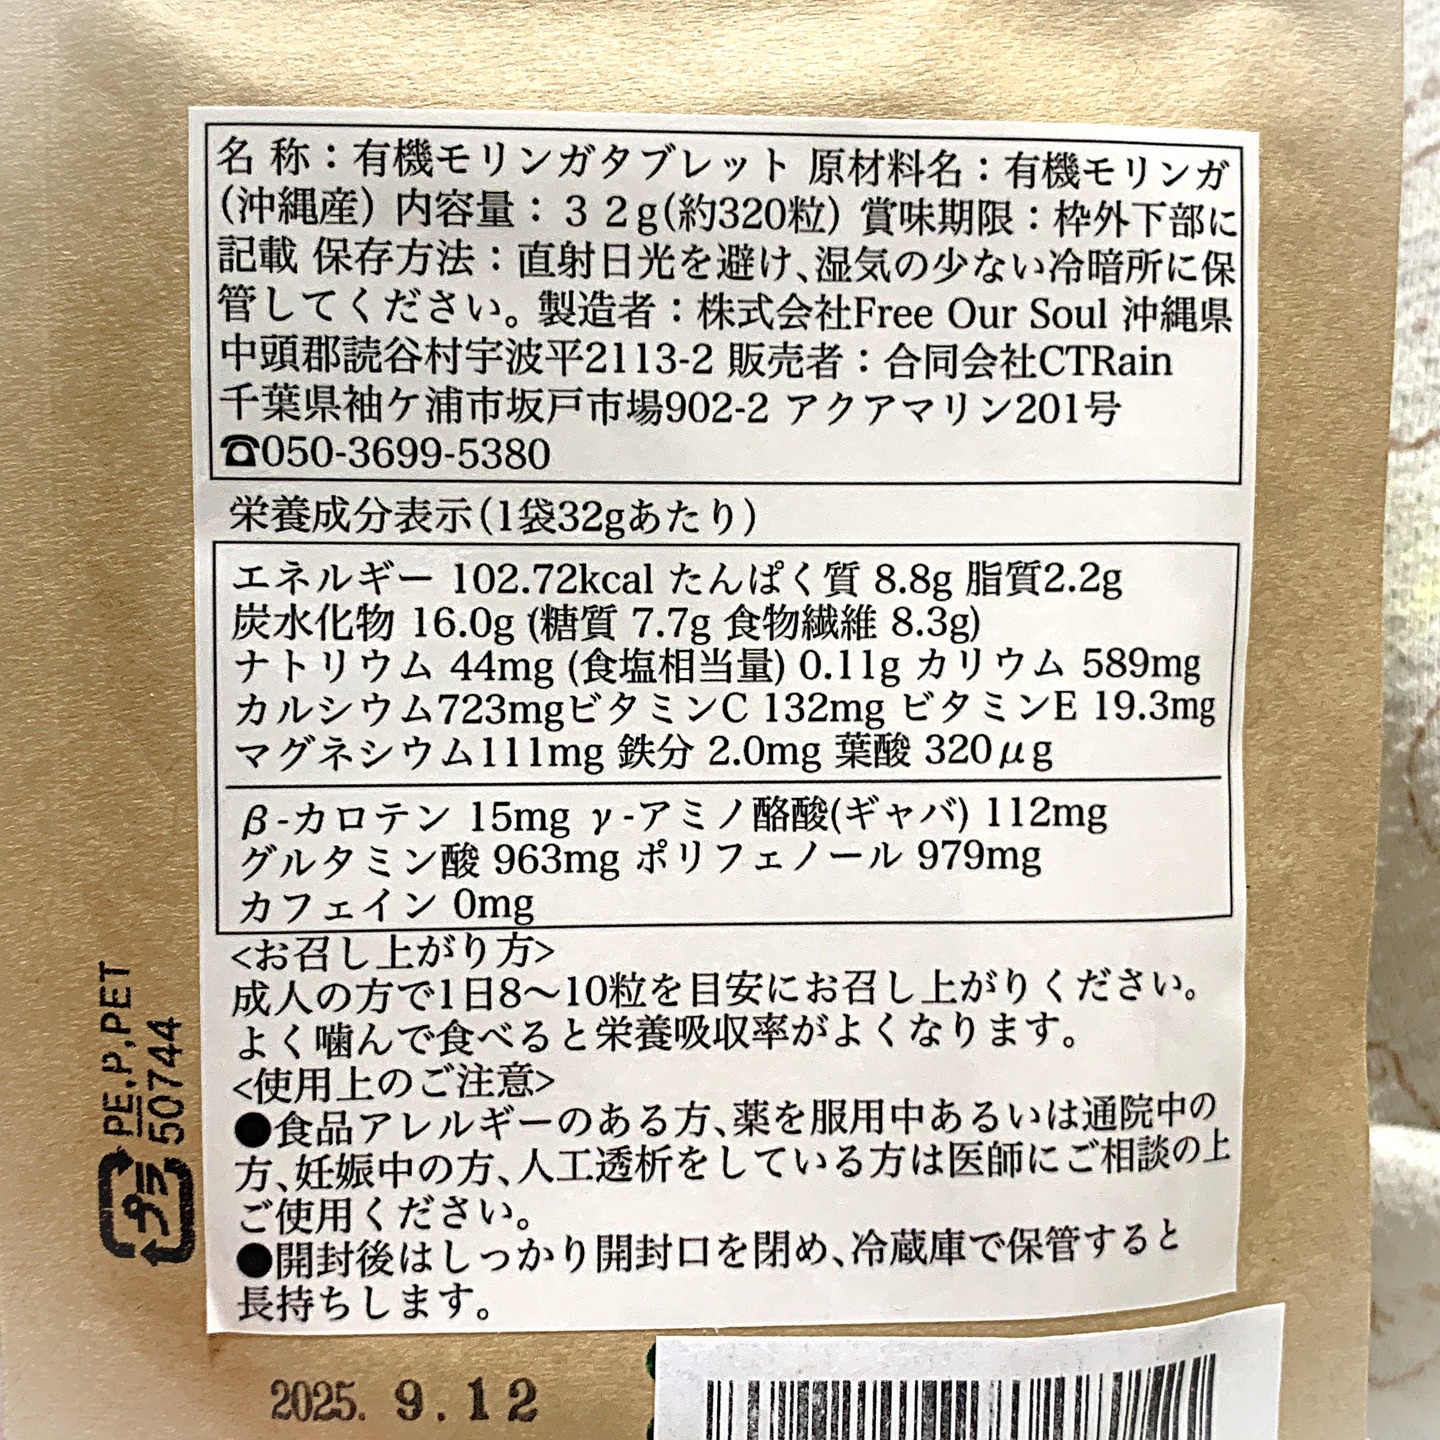 名 称：有機モリンガタブレット 原材料名：有機モリンガ
（沖縄産）内容量：３２g（約320粒）賞味期限：枠外下部に
記載 保存方法：直射日光を避け、湿気の少ない冷暗所に保
管してください。製造者：株式会社Free Our Soul 沖縄県
中頭郡読谷村宇波平2113-2 販売者：合同会社CTRain
千葉県袖ケ浦市坂戸市場902-2 アクアマリン201号
☎050-3699-5380
栄養成分表示（1袋32gあたり）
エネルギー 102.72kcal たんぱく質 8.8g 脂質2.2g
炭水化物 16.0g (糖質 7.7g 食物繊維 8.3g)
ナトリウム 44mg (食塩相当量) 0.11g カリウム 589mg
カルシウム723mgビタミンC 132mg ビタミンE 19.3mg
マグネシウム111mg 鉄分 2.0mg 葉酸 320μg
β-カロテン 15mg γ-アミノ酪酸(ギャバ) 112mg
グルタミン酸 963mg ポリフェノール 979mg
カフェイン 0mg
<お召し上がり方>
成人の方で1日8〜10粒を目安にお召し上がりください。
よく噛んで食べると栄養吸収率がよくなります。
<使用上のご注意>
●食品アレルギーのある方、薬を服用中あるいは通院中の
方、妊娠中の方、人工透析をしている方は医師にご相談の上
ご使用ください。
●開封後はしっかり開封口を閉め、冷蔵庫で保管すると
長持ちします。
2025. 9.12
プラ
PE.P,PET
50744